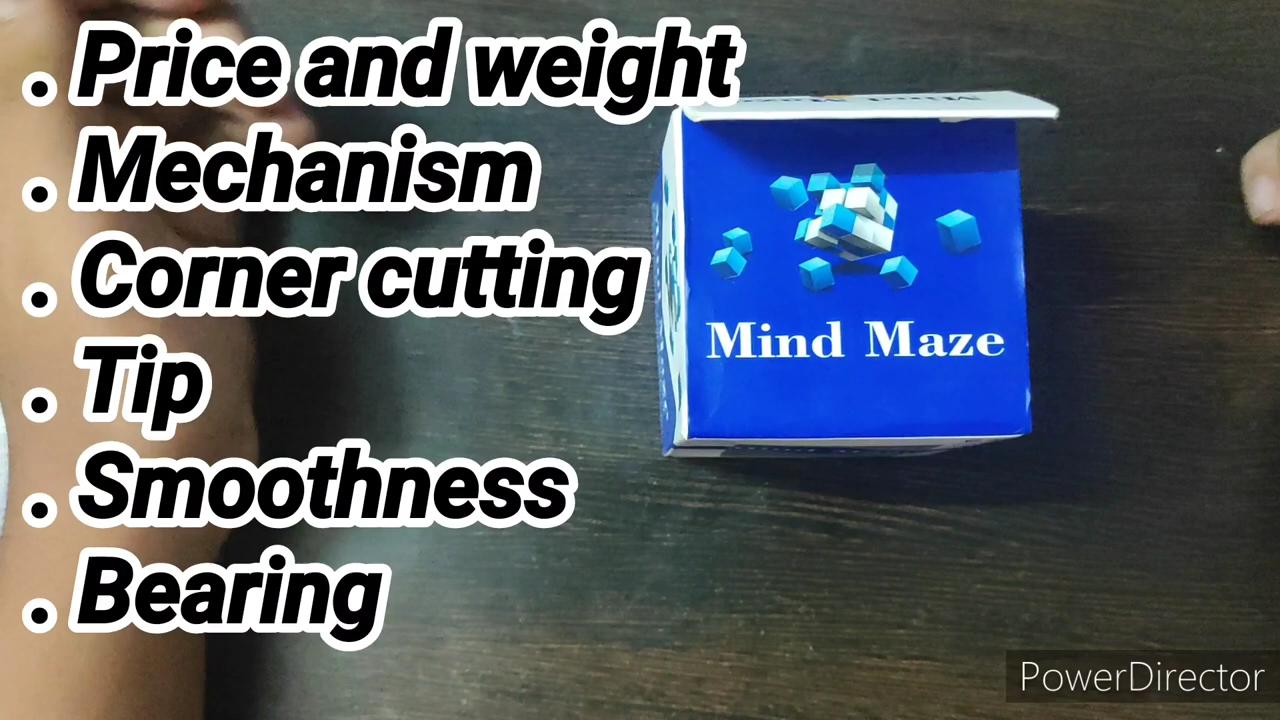 . Price and weight
. Mechanism
. Corner cutting
. Tip
. Smoothness
. Bearing
Mind Maze
PowerDirector